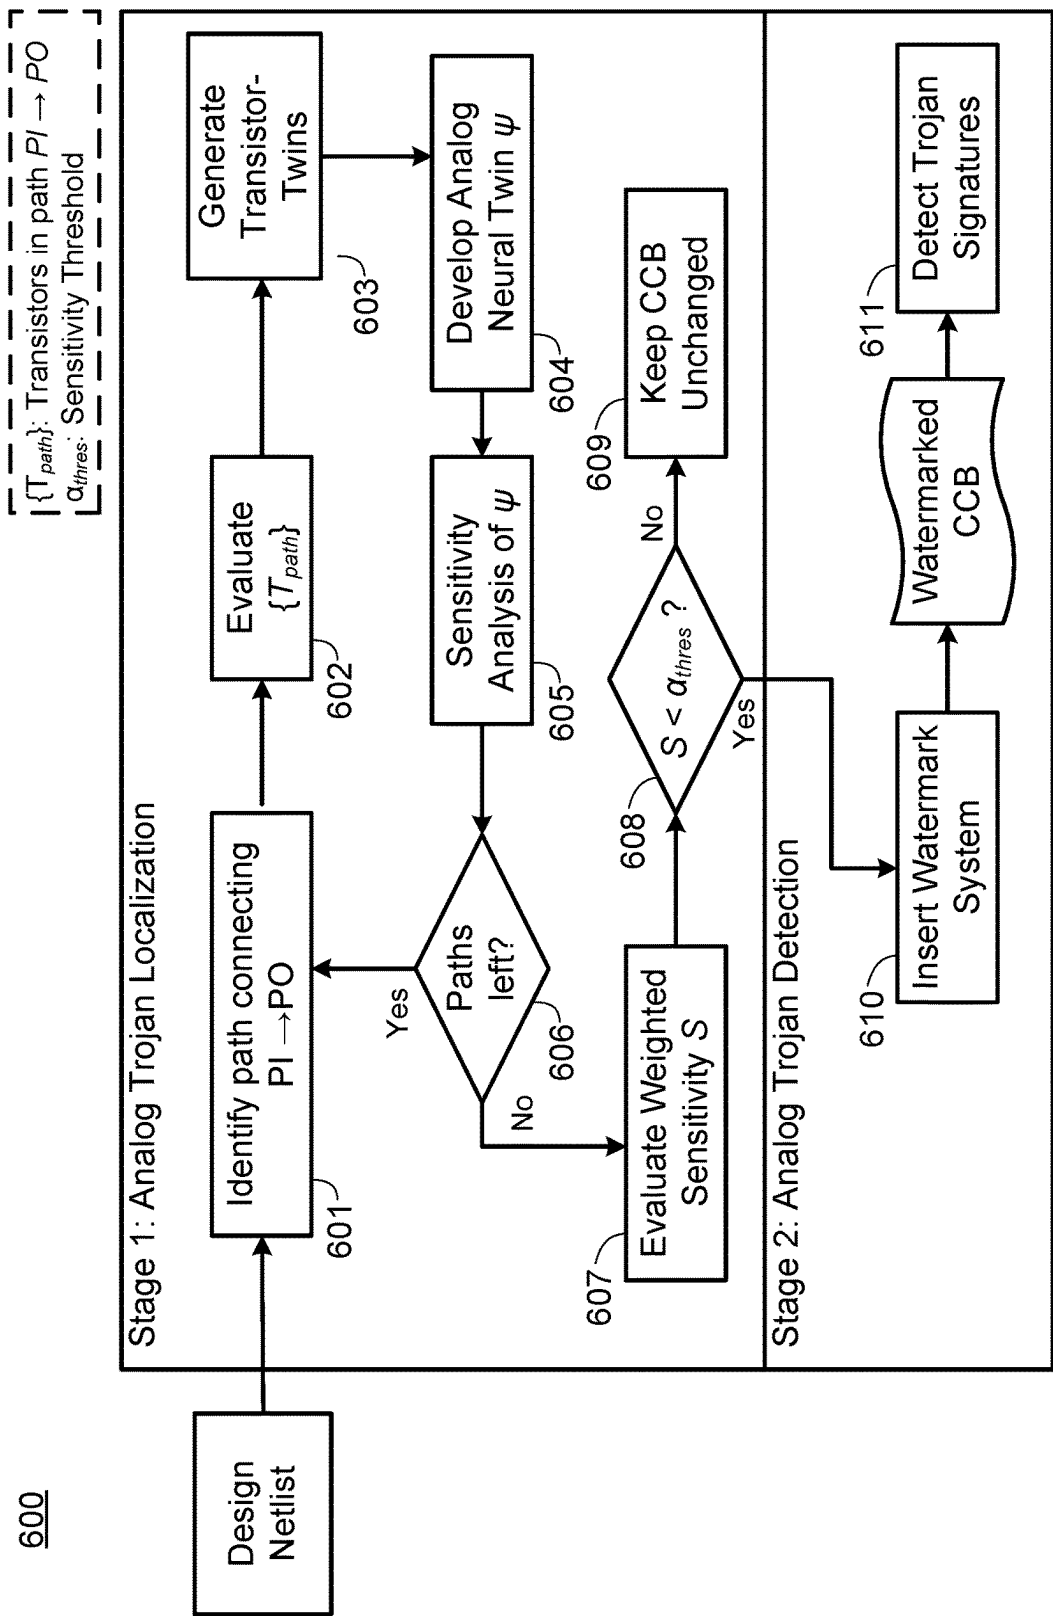 600
{T_path}: Transistors in path PI → PO
α_thres: Sensitivity Threshold
Design
Netlist
Stage 1: Analog Trojan Localization
Identify path connecting
PI → PO
601
Evaluate
{T_path}
602
Generate
Transistor-
Twins
603
Develop Analog
Neural Twin ψ
604
Sensitivity
Analysis of ψ
605
Paths
left?
606
Yes
No
Evaluate Weighted
Sensitivity S
607
S < α_thres ?
608
No
Yes
Keep CCB
Unchanged
609
Stage 2: Analog Trojan Detection
Insert Watermark
System
610
Watermarked
CCB
Detect Trojan
Signatures
611